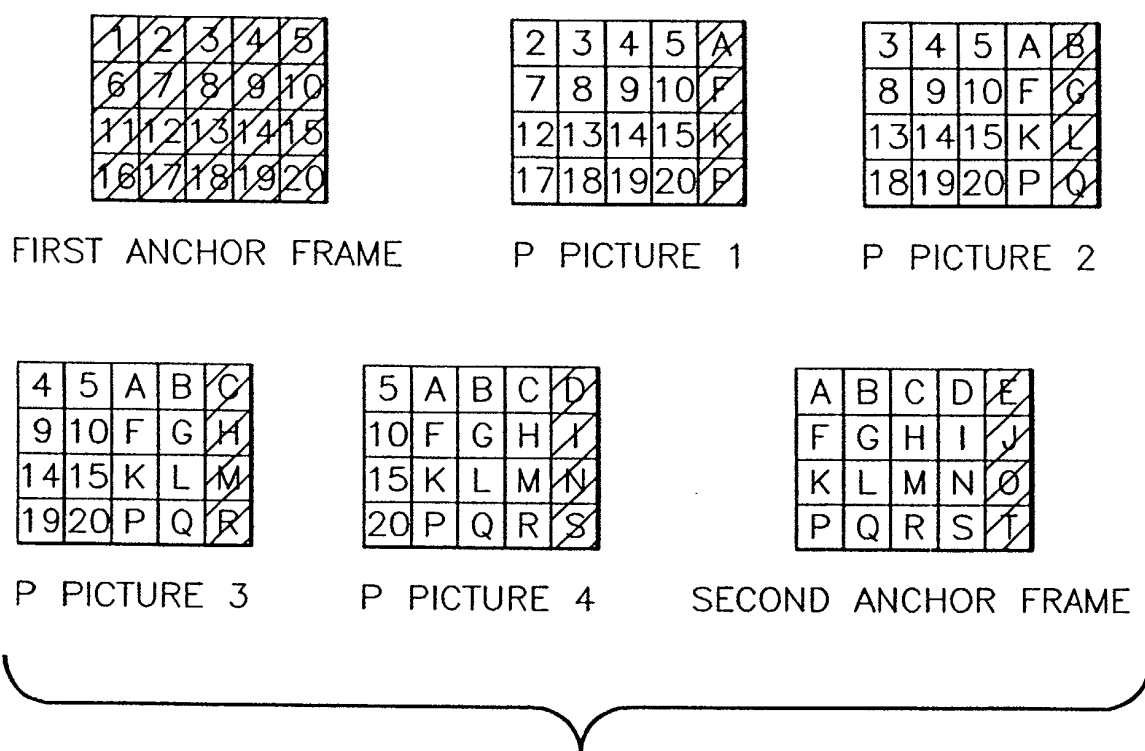 1 2 3 4 5
6 7 8 9 10
11 12 13 14 15
16 17 18 19 20
FIRST ANCHOR FRAME
2 3 4 5 A
7 8 9 10 F
12 13 14 15 K
17 18 19 20 P
P PICTURE 1
3 4 5 A B
8 9 10 F G
13 14 15 K L
18 19 20 P Q
P PICTURE 2
4 5 A B C
9 10 F G H
14 15 K L M
19 20 P Q R
P PICTURE 3
5 A B C D
10 F G H I
15 K L M N
20 P Q R S
P PICTURE 4
A B C D E
F G H I J
K L M N O
P Q R S T
SECOND ANCHOR FRAME